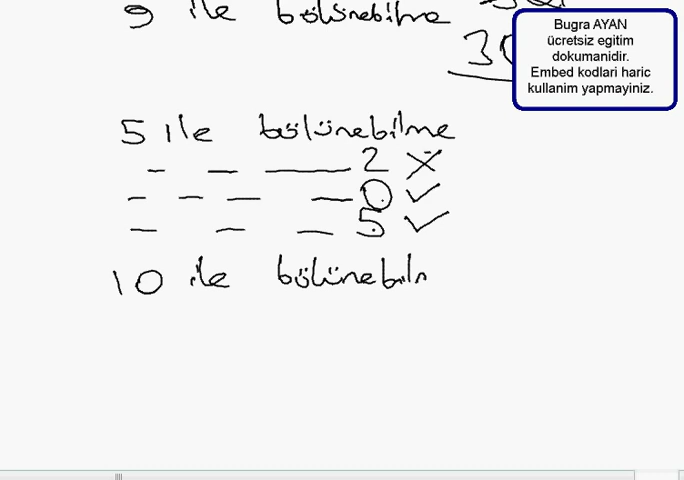 9 ile bölünebilme
Bugra AYAN
ücretsiz egitim
dokumanidir.
Embed kodlari haric
kullanim yapmayiniz.
5 ile bölünebilme
_ _ ___ 2 X
_ _ _ _ 0 ✓
_ _ _ 5 ✓
10 ile bölünebilm